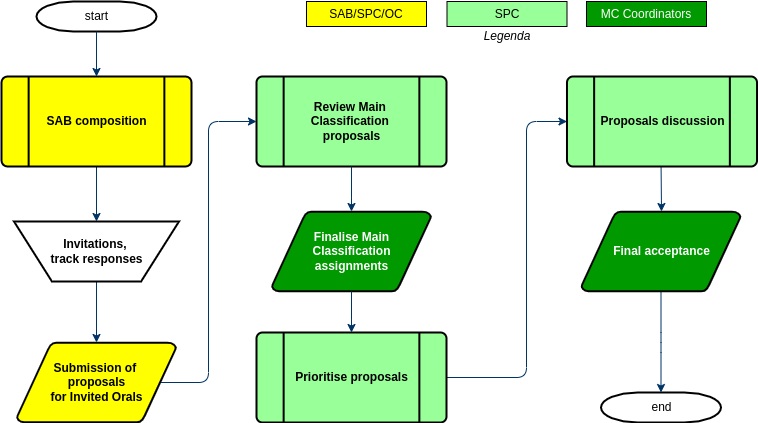 start
SAB/SPC/OC
SPC
MC Coordinators
Legenda
SAB composition
Invitations,
track responses
Submission of
proposals
for Invited Orals
Review Main
Classification
proposals
Finalise Main
Classification
assignments
Prioritise proposals
Proposals discussion
Final acceptance
end